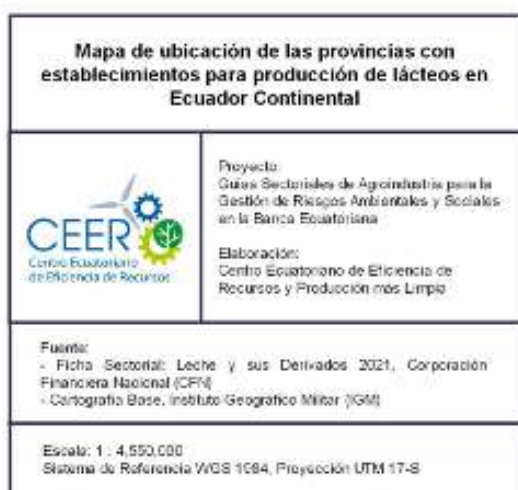 Mapa de ubicación de las provincias con
establecimientos para producción de lácteos en
Ecuador Continental
CEER
Centro Ecuatoriano
de Eficiencia de Recursos
Proyecto:
Guías Sectoriales de Agroindustria para la
Gestión de Riesgos Ambientales y Sociales
en la Banca Ecuatoriana
Elaboración:
Centro Ecuatoriano de Eficiencia de
Recursos y Producción más Limpia
Fuente:
- Ficha Sectorial: Leche y sus Derivados 2021, Corporación
Financiera Nacional (CFN)
- Cartografía Base, Instituto Geográfico Militar (IGM)
Escala: 1 : 4,550,000
Sistema de Referencia WGS 1984, Proyección UTM 17-S